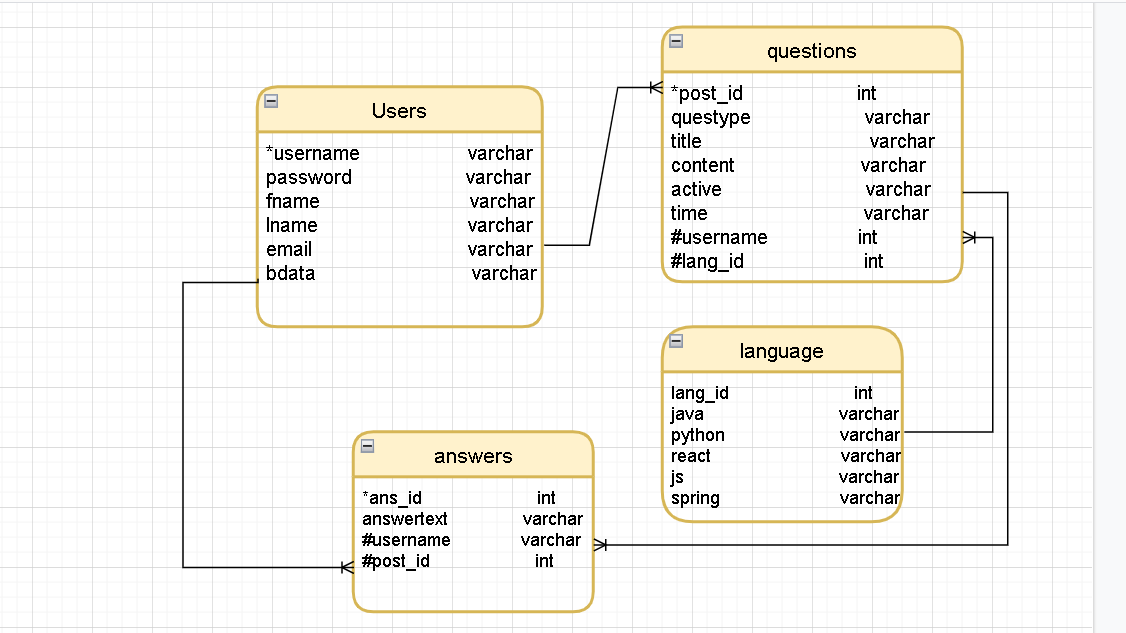 Users
*username varchar
password varchar
fname varchar
lname varchar
email varchar
bdata varchar
questions
*post_id int
questype varchar
title varchar
content varchar
active varchar
time varchar
#username int
#lang_id int
language
lang_id int
java varchar
python varchar
react varchar
js varchar
spring varchar
answers
*ans_id int
answertext varchar
#username varchar
#post_id int